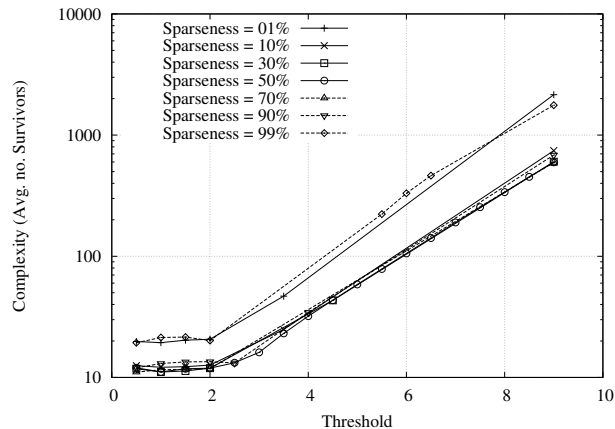 10000
1000
100
10
Complexity (Avg. no. Survivors)
Sparseness = 01%
Sparseness = 10%
Sparseness = 30%
Sparseness = 50%
Sparseness = 70%
Sparseness = 90%
Sparseness = 99%
0 2 4 6 8 10
Threshold